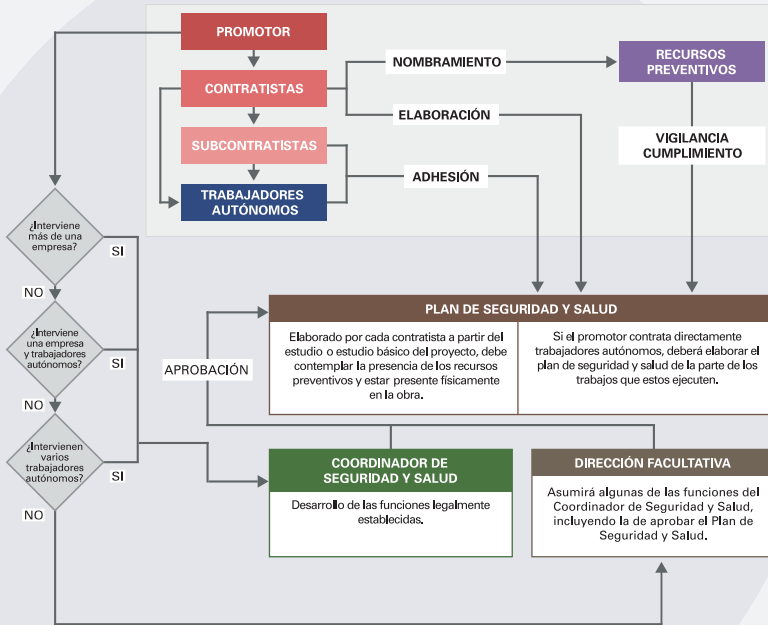 PROMOTOR
CONTRATISTAS
SUBCONTRATISTAS
TRABAJADORES
AUTÓNOMOS
NOMBRAMIENTO
RECURSOS
PREVENTIVOS
ELABORACIÓN
VIGILANCIA
CUMPLIMIENTO
ADHESIÓN
¿Interviene
más de una
empresa?
SI
NO
¿Interviene
una empresa
y trabajadores
autónomos?
SI
NO
¿Intervienen
varios
trabajadores
autónomos?
SI
NO
APROBACIÓN
PLAN DE SEGURIDAD Y SALUD
Elaborado por cada contratista a partir del
estudio o estudio básico del proyecto, debe
contemplar la presencia de los recursos
preventivos y estar presente físicamente
en la obra.
Si el promotor contrata directamente
trabajadores autónomos, deberá elaborar el
plan de seguridad y salud de la parte de los
trabajos que estos ejecuten.
COORDINADOR DE
SEGURIDAD Y SALUD
Desarrollo de las funciones legalmente
establecidas.
DIRECCIÓN FACULTATIVA
Asumirá algunas de las funciones del
Coordinador de Seguridad y Salud,
incluyendo la de aprobar el Plan de
Seguridad y Salud.